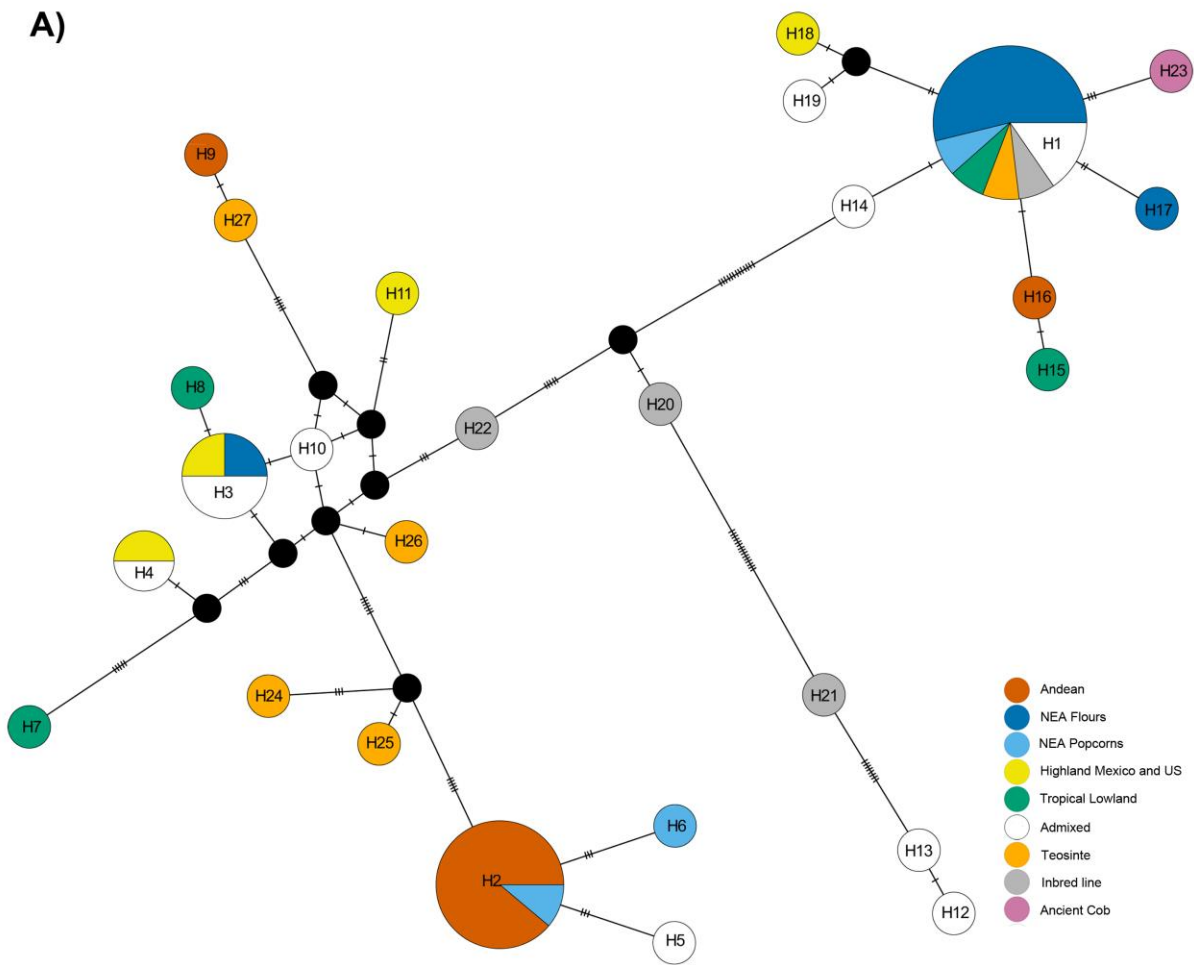 A)
H18
H23
H19
H1
H9
H14
H17
H27
H11
H16
H15
H8
H20
H22
H10
H3
H26
H4
H24
H21
H7
H25
H6
H13
H2
H12
H5
Andean
NEA Flours
NEA Popcorns
Highland Mexico and US
Tropical Lowland
Admixed
Teosinte
Inbred line
Ancient Cob